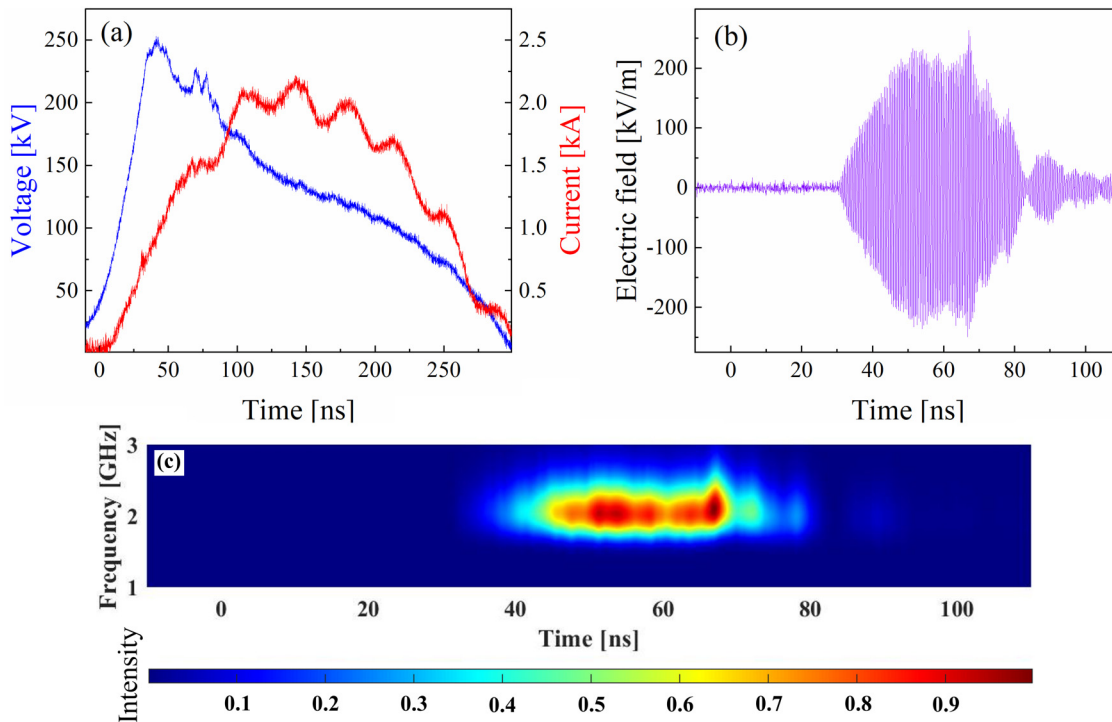 (a)
Voltage [kV]
250
200
150
100
50
2.5
2.0
1.5
1.0
0.5
Current [kA]
0 50 100 150 200 250
Time [ns]
(b)
Electric field [kV/m]
200
100
0
-100
-200
0 20 40 60 80 100
Time [ns]
(c)
Frequency [GHz]
3
2
1
0 20 40 60 80 100
Time [ns]
Intensity
0.1 0.2 0.3 0.4 0.5 0.6 0.7 0.8 0.9